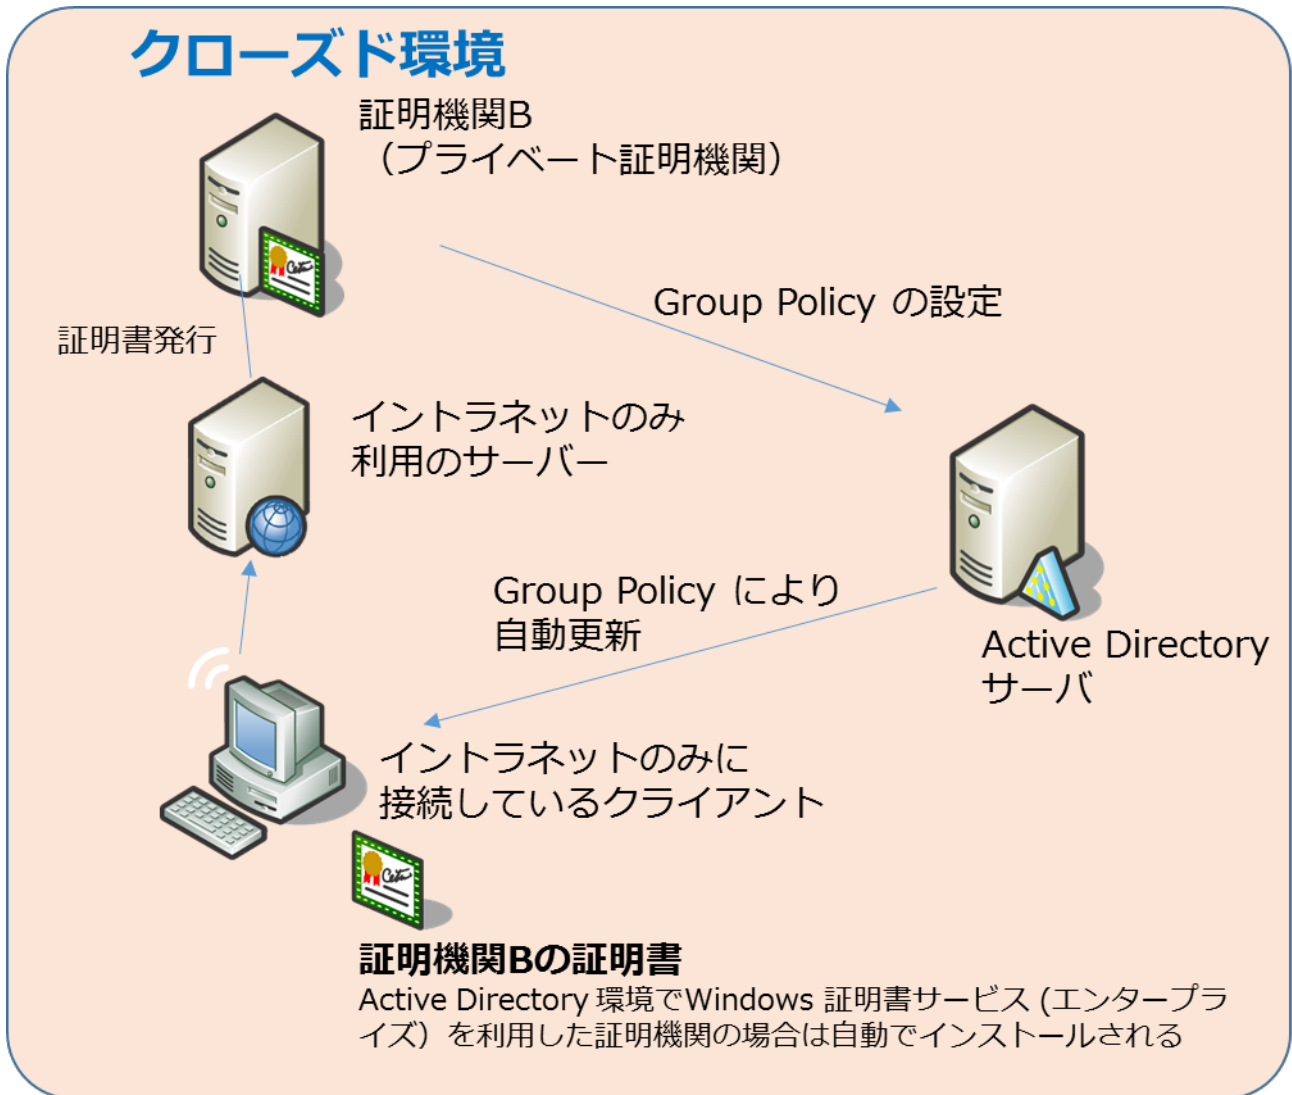 クローズド環境
証明機関B
（プライベート証明機関）
Group Policy の設定
証明書発行
イントラネットのみ
利用のサーバー
Group Policy により
自動更新
Active Directory
サーバ
イントラネットのみに
接続しているクライアント
証明機関Bの証明書
Active Directory 環境でWindows 証明書サービス (エンタープラ
イズ）を利用した証明機関の場合は自動でインストールされる